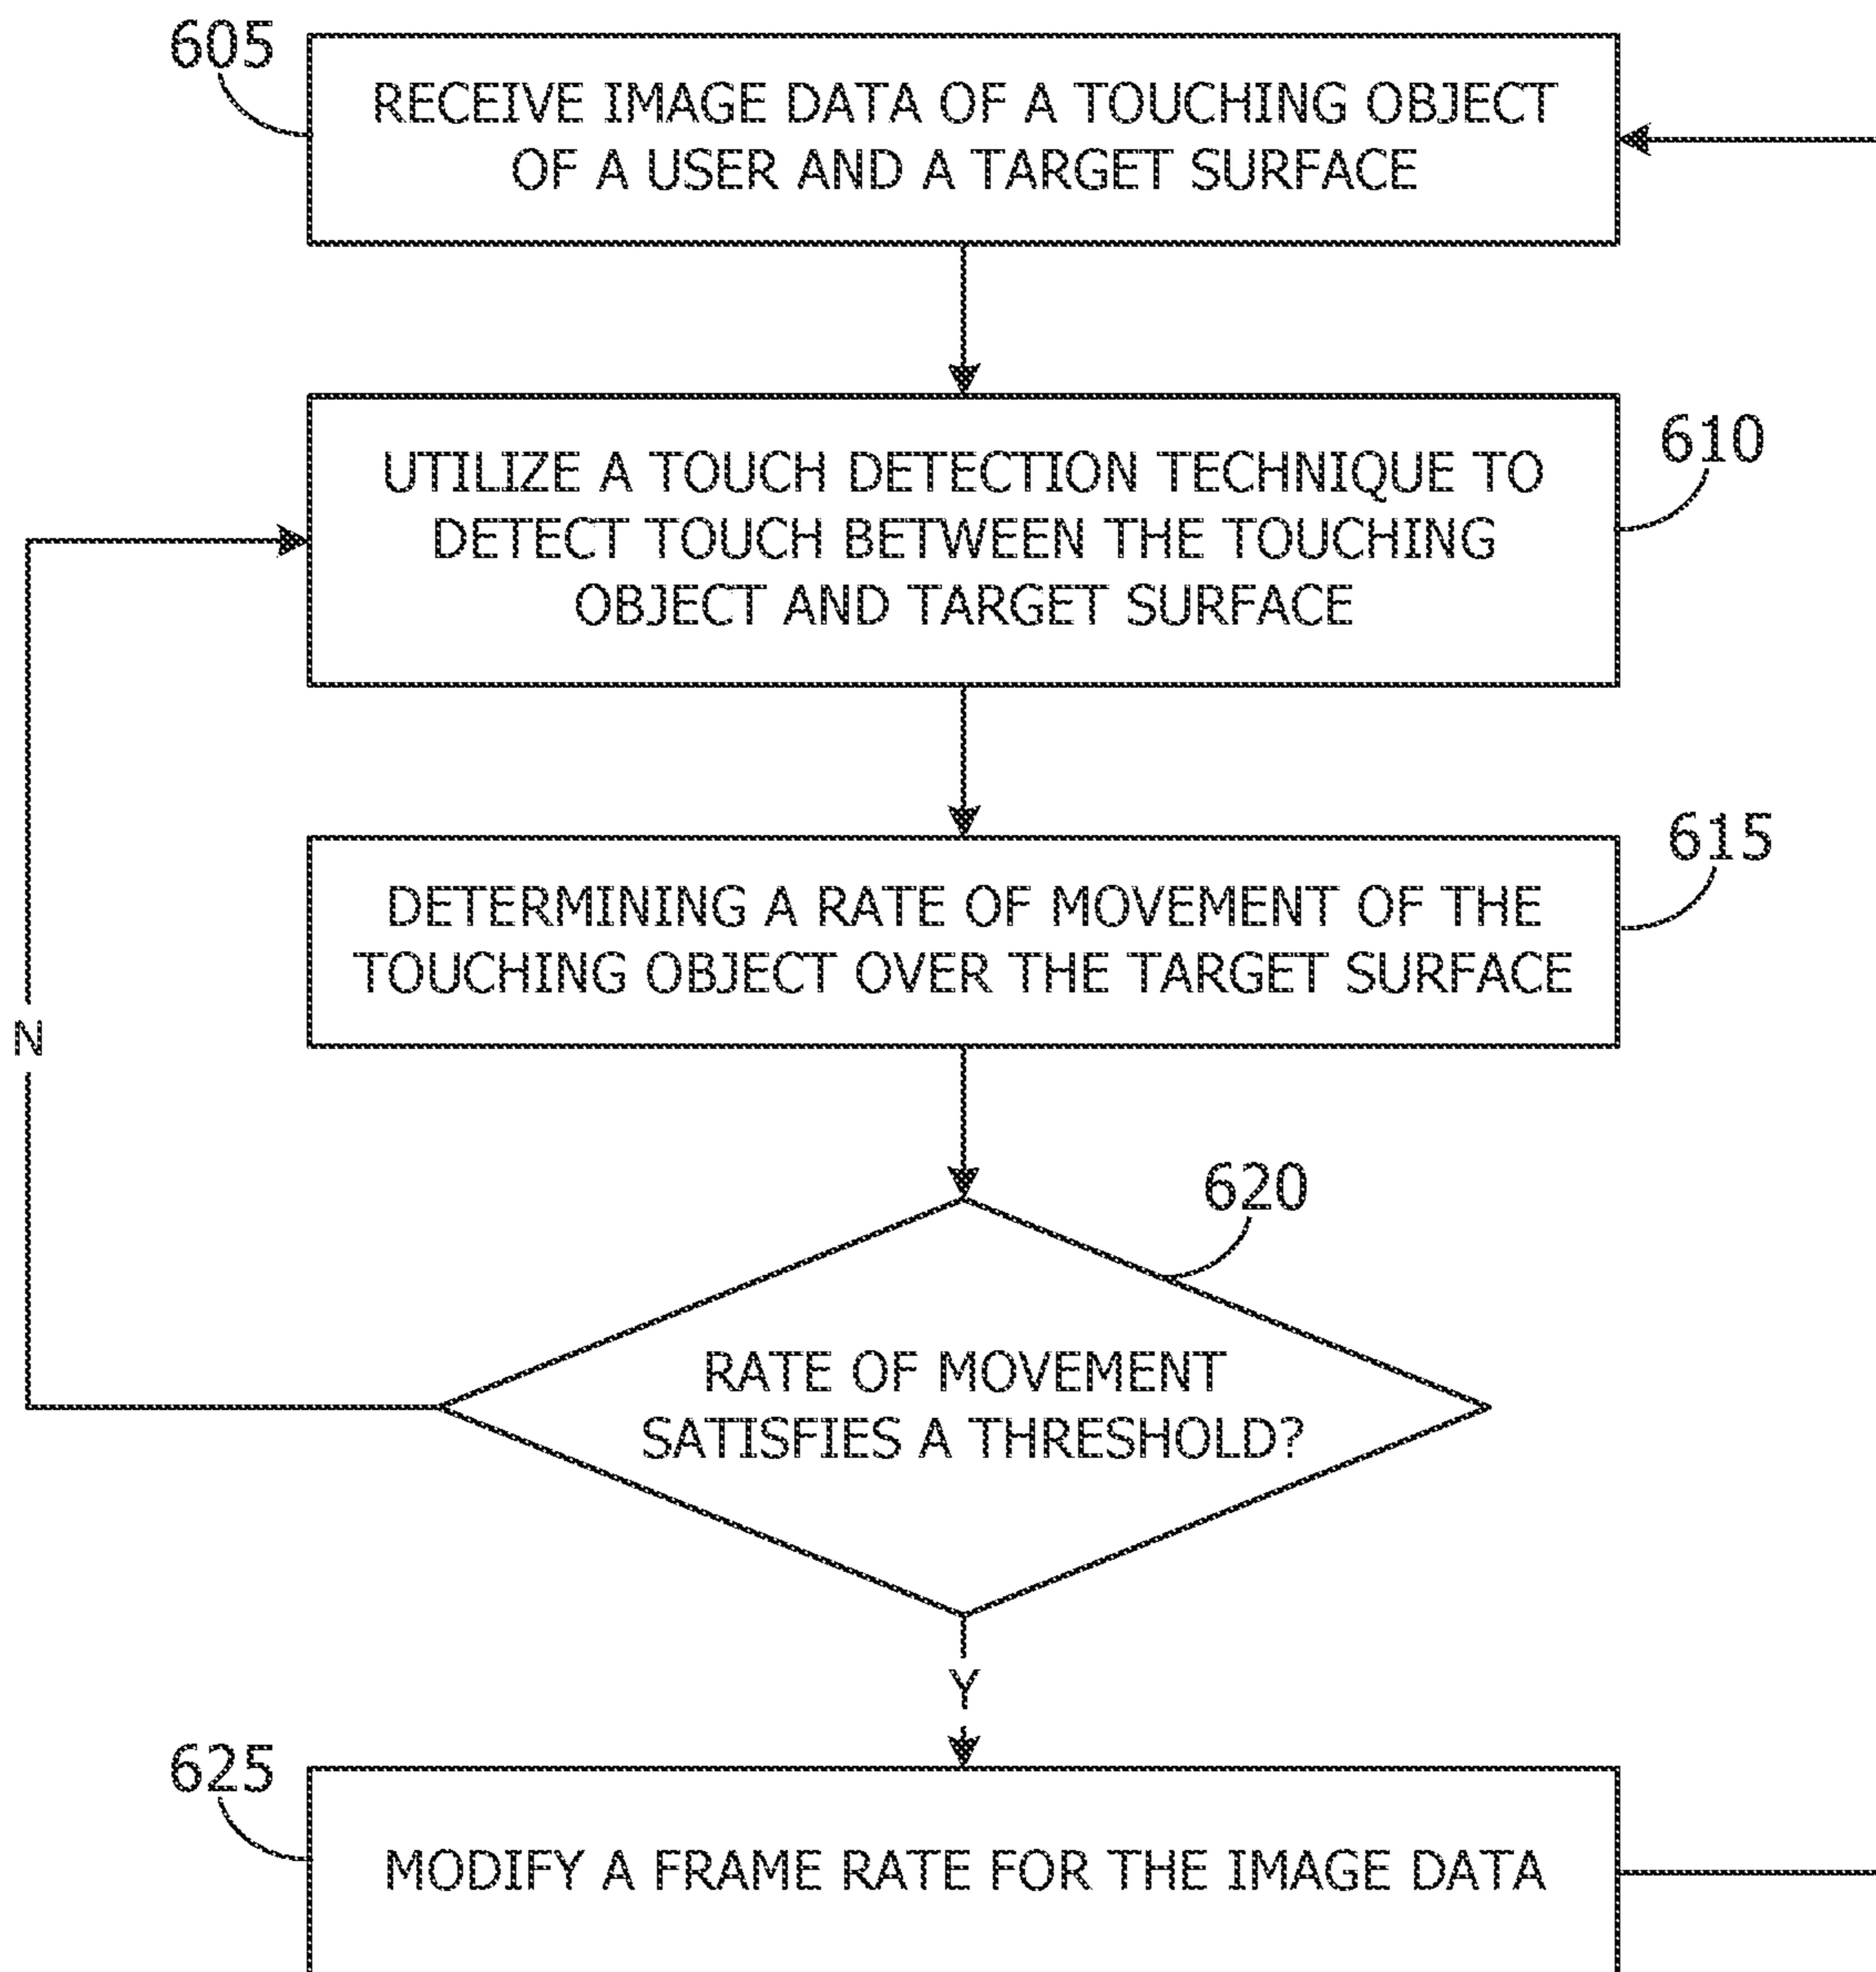 605
RECEIVE IMAGE DATA OF A TOUCHING OBJECT
OF A USER AND A TARGET SURFACE
610
UTILIZE A TOUCH DETECTION TECHNIQUE TO
DETECT TOUCH BETWEEN THE TOUCHING
OBJECT AND TARGET SURFACE
615
DETERMINING A RATE OF MOVEMENT OF THE
TOUCHING OBJECT OVER THE TARGET SURFACE
N
620
RATE OF MOVEMENT
SATISFIES A THRESHOLD?
Y
625
MODIFY A FRAME RATE FOR THE IMAGE DATA